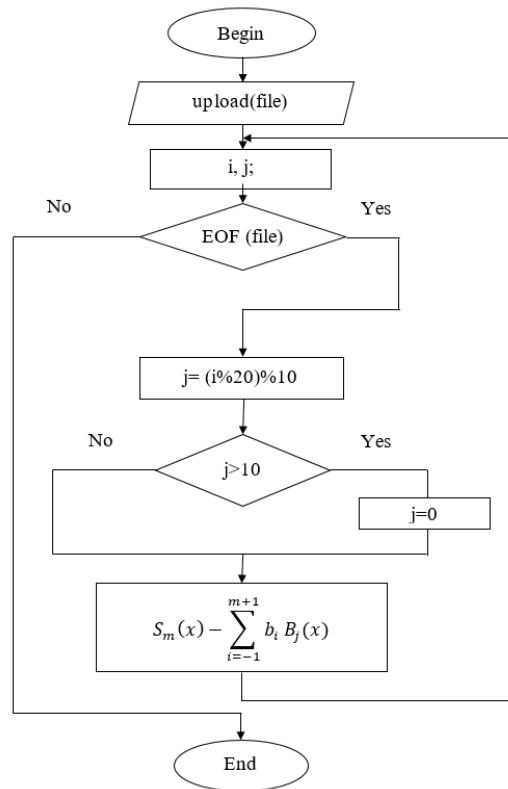 Begin
upload(file)
i, j;
No
Yes
EOF (file)
j= (i%20)%10
No
Yes
j>10
j=0
S_m(x) − ∑_{i=−1}^{m+1} b_i B_j(x)
End